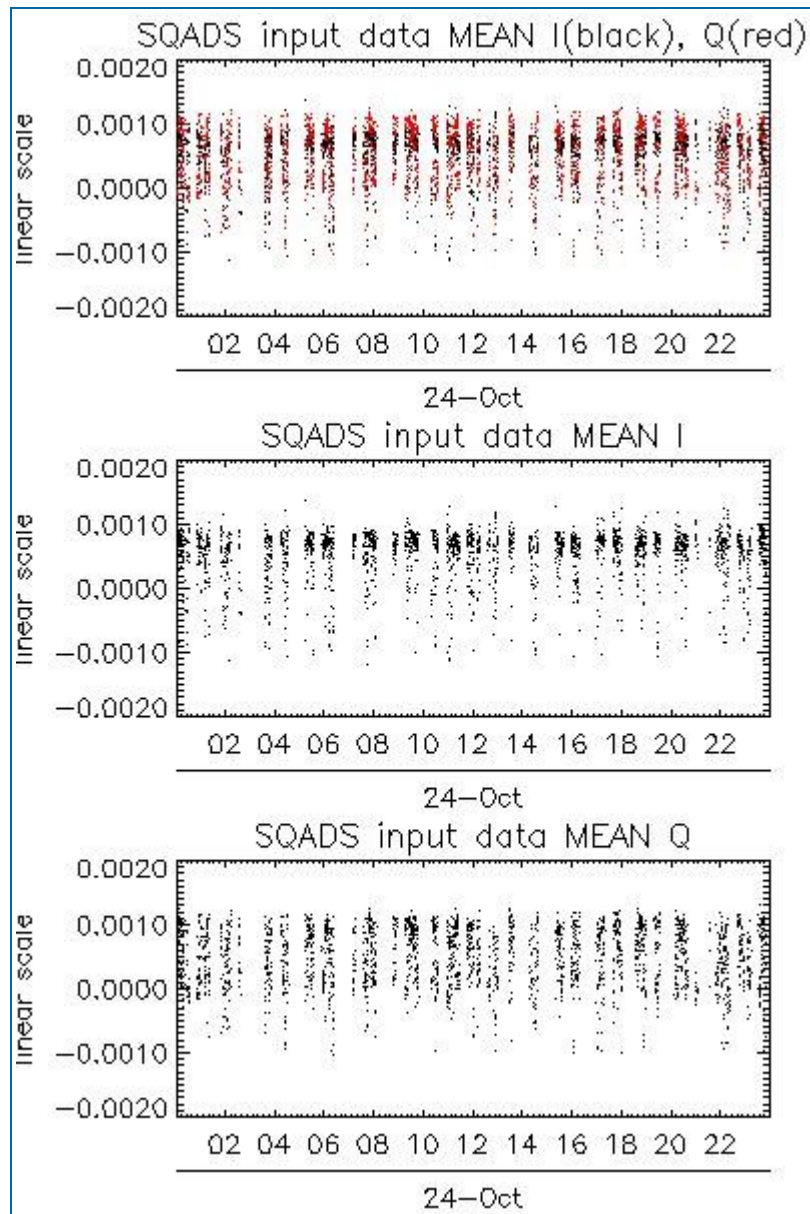 SQADS input data MEAN I(black), Q(red)
linear scale
0.0020
0.0010
0.0000
−0.0010
−0.0020
02 04 06 08 10 12 14 16 18 20 22
24−Oct
SQADS input data MEAN I
linear scale
0.0020
0.0010
0.0000
−0.0010
−0.0020
02 04 06 08 10 12 14 16 18 20 22
24−Oct
SQADS input data MEAN Q
linear scale
0.0020
0.0010
0.0000
−0.0010
−0.0020
02 04 06 08 10 12 14 16 18 20 22
24−Oct